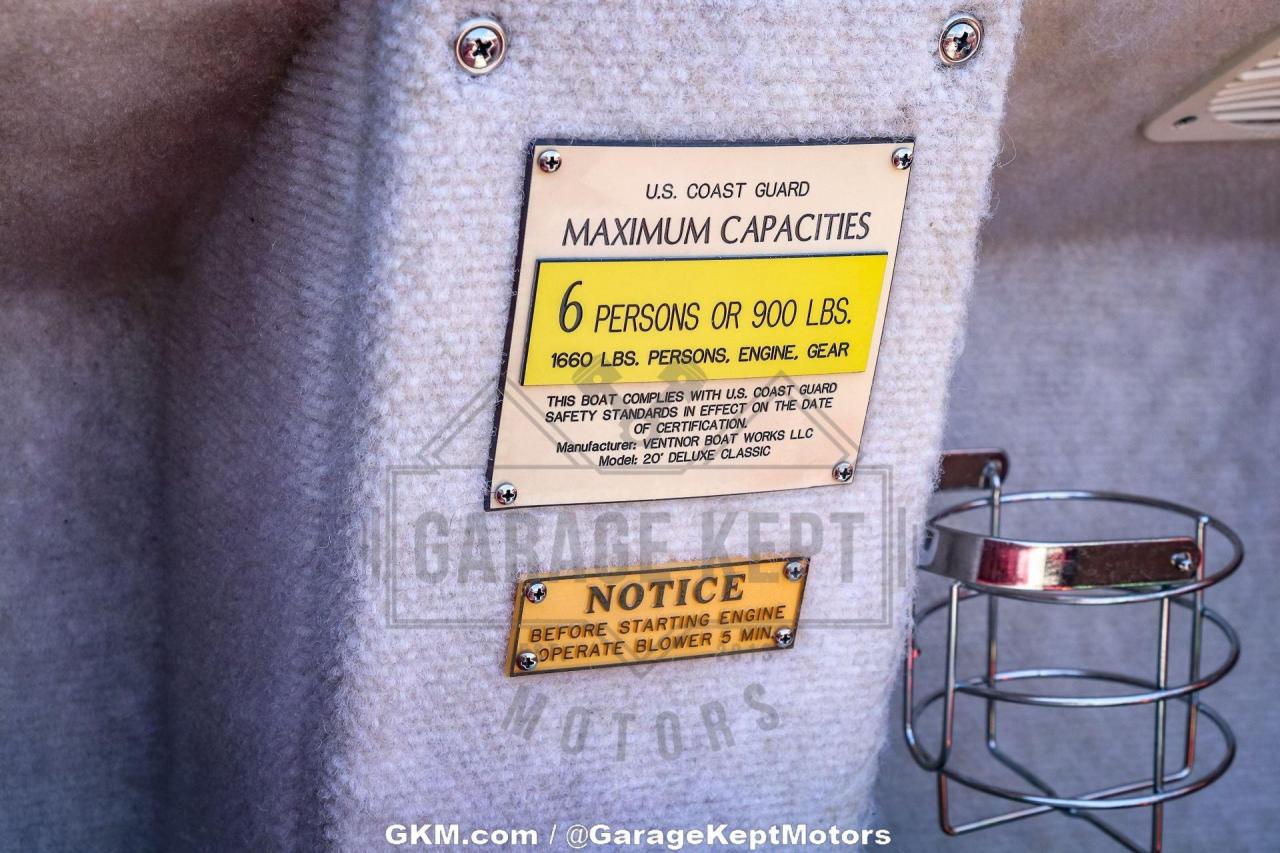 U.S. COAST GUARD
MAXIMUM CAPACITIES
6 PERSONS OR 900 LBS.
1660 LBS. PERSONS, ENGINE, GEAR
THIS BOAT COMPLIES WITH U.S. COAST GUARD
SAFETY STANDARDS IN EFFECT ON THE DATE
OF CERTIFICATION.
Manufacturer: VENTNOR BOAT WORKS LLC
Model: 20' DELUXE CLASSIC
GARAGE KEPT
NOTICE
BEFORE STARTING ENGINE
OPERATE BLOWER 5 MIN.
MOTORS
GKM.com / @GarageKeptMotors